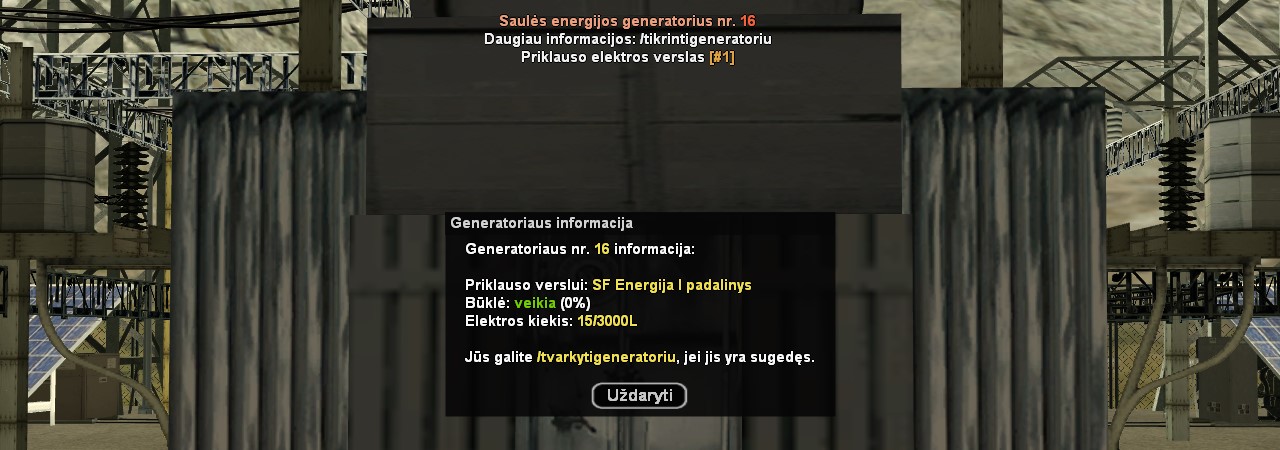 Saulės energijos generatorius nr. 16
Daugiau informacijos: /tikrintigeneratoriu
Priklauso elektros verslas [#1]
Generatoriaus informacija
Generatoriaus nr. 16 informacija:
Priklauso verslui: SF Energija I padalinys
Būklė: veikia (0%)
Elektros kiekis: 15/3000L
Jūs galite /tvarkytigeneratoriu, jei jis yra sugedęs.
Uždaryti